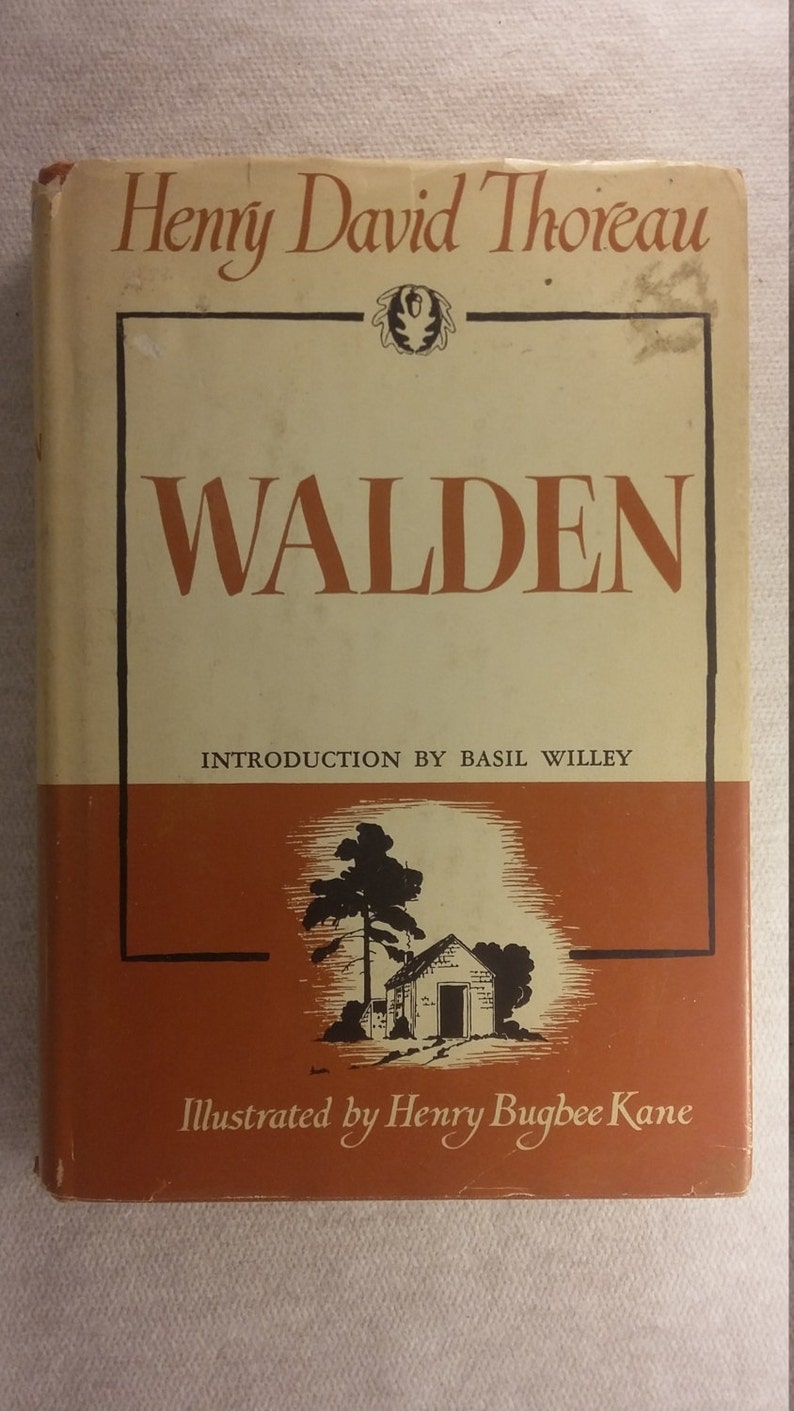 Henry David Thoreau
WALDEN
INTRODUCTION BY BASIL WILLEY
Illustrated by Henry Bugbee Kane